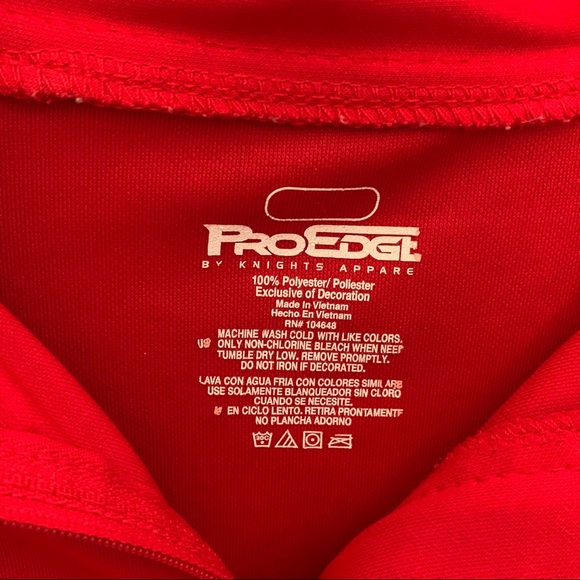 PROEDGE
BY KNIGHTS APPARE
100% Polyester/ Poliester
Exclusive of Decoration
Made in Vietnam
Hecho En Vietnam
RN# 104648
MACHINE WASH COLD WITH LIKE COLORS.
US ONLY NON-CHLORINE BLEACH WHEN NEE
TUMBLE DRY LOW. REMOVE PROMPTLY.
DO NOT IRON IF DECORATED.
LAVA CON AGUA FRIA CON COLORES SIMILARES
USE SOLAMENTE BLANQUEADOR SIN CLORO
CUANDO SE NECESITE.
EN CICLO LENTO. RETIRA PRONTAMENTE
NO PLANCHA ADORNO